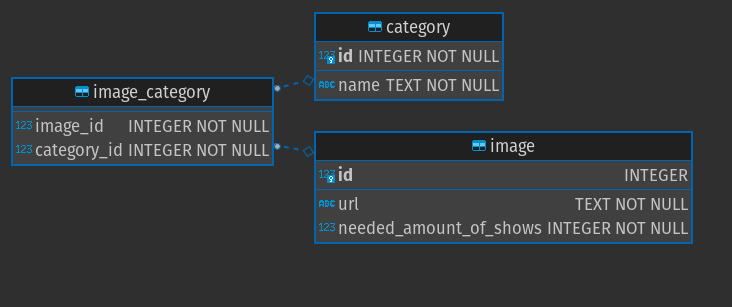 category
123 id INTEGER NOT NULL
ABC name TEXT NOT NULL
image_category
123 image_id INTEGER NOT NULL
123 category_id INTEGER NOT NULL
image
123 id INTEGER
ABC url TEXT NOT NULL
123 needed_amount_of_shows INTEGER NOT NULL